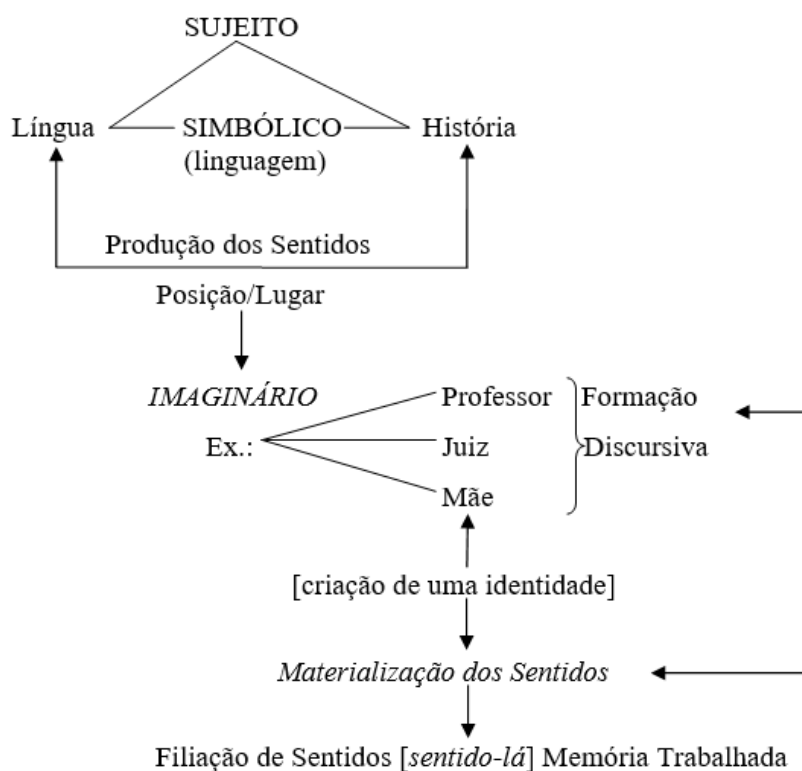 SUJEITO
Língua SIMBÓLICO História
(linguagem)
Produção dos Sentidos
Posição/Lugar
IMAGINÁRIO Professor Formação
Ex.: Juiz Discursiva
Mãe
[criação de uma identidade]
Materialização dos Sentidos
Filiação de Sentidos [sentido-lá] Memória Trabalhada